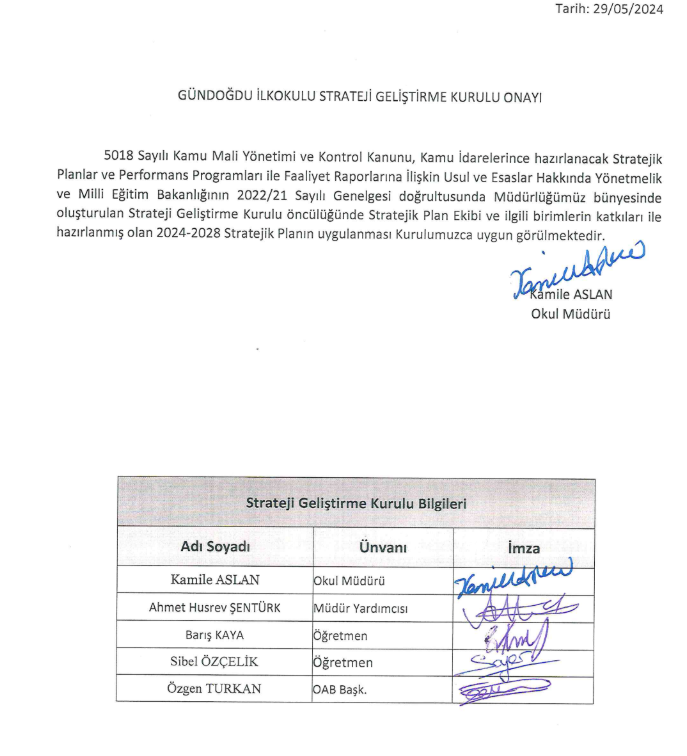 Tarih: 29/05/2024
GÜNDOĞDU İLKOKULU STRATEJİ GELİŞTİRME KURULU ONAYI
5018 Sayılı Kamu Mali Yönetimi ve Kontrol Kanunu, Kamu İdarelerince hazırlanacak Stratejik
Planlar ve Performans Programları ile Faaliyet Raporlarına İlişkin Usul ve Esaslar Hakkında Yönetmelik
ve Milli Eğitim Bakanlığının 2022/21 Sayılı Genelgesi doğrultusunda Müdürlüğümüz bünyesinde
oluşturulan Strateji Geliştirme Kurulu öncülüğünde Stratejik Plan Ekibi ve ilgili birimlerin katkıları ile
hazırlanmış olan 2024-2028 Stratejik Planın uygulanması Kurulumuzca uygun görülmektedir.
Kamile ASLAN
Okul Müdürü
Strateji Geliştirme Kurulu Bilgileri
Adı Soyadı Ünvanı İmza
Kamile ASLAN Okul Müdürü
Ahmet Husrev ŞENTÜRK Müdür Yardımcısı
Barış KAYA Öğretmen
Sibel ÖZÇELİK Öğretmen
Özgen TURKAN OAB Başk.